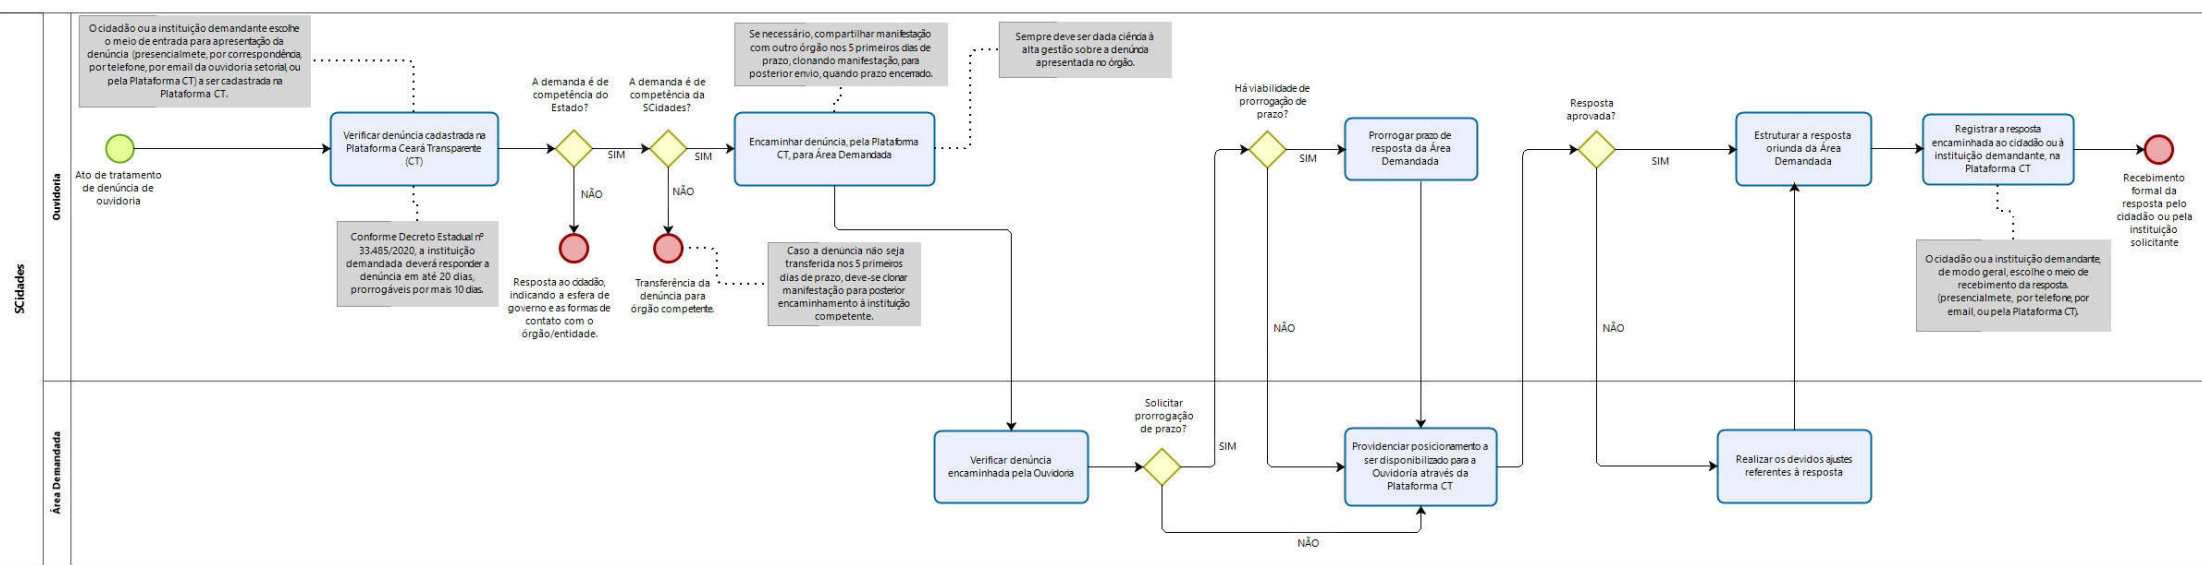 SCidades
Ouvidoria
Área Demandada
O cidadão ou a instituição demandante escolhe
o meio de entrada para apresentação da
denúncia (presencialmete, por correspondência,
por telefone, por email da ouvidoria setorial, ou
pela Plataforma CT) a ser cadastrada na
Plataforma CT.
Ato de tratamento
de denúncia de
ouvidoria
Verificar denúncia cadastrada na
Plataforma Ceará Transparente
(CT)
Conforme Decreto Estadual nº
33.485/2020, a instituição
demandada deverá responder a
denúncia em até 20 dias,
prorrogáveis por mais 10 dias.
A demanda é de
competência do
Estado?
SIM
NÃO
Resposta ao cidadão,
indicando a esfera de
governo e as formas de
contato com o
órgão/entidade.
A demanda é de
competência da
SCidades?
SIM
NÃO
Transferência da
denúncia para
órgão competente.
Caso a denúncia não seja
transferida nos 5 primeiros
dias de prazo, deve-se clonar
manifestação para posterior
encaminhamento à instituição
competente.
Se necessário, compartilhar manifestação
com outro órgão nos 5 primeiros dias de
prazo, clonando manifestação, para
posterior envio, quando prazo encerrado.
Encaminhar denúncia, pela Plataforma
CT, para Área Demandada
Sempre deve ser dada ciência à
alta gestão sobre a denúncia
apresentada no órgão.
Verificar denúncia
encaminhada pela Ouvidoria
Solicitar
prorrogação
de prazo?
SIM
NÃO
Há viabilidade de
prorrogação de
prazo?
SIM
NÃO
Prorrogar prazo de
resposta da Área
Demandada
Providenciar posicionamento a
ser disponibilizado para a
Ouvidoria através da
Plataforma CT
Resposta
aprovada?
SIM
NÃO
Realizar os devidos ajustes
referentes à resposta
Estruturar a resposta
oriunda da Área
Demandada
Registrar a resposta
encaminhada ao cidadão ou à
instituição demandante, na
Plataforma CT
O cidadão ou a instituição demandante,
de modo geral, escolhe o meio de
recebimento da resposta.
(presencialmete, por telefone, por
email, ou pela Plataforma CT).
Recebimento
formal da
resposta pelo
cidadão ou pela
instituição
solicitante